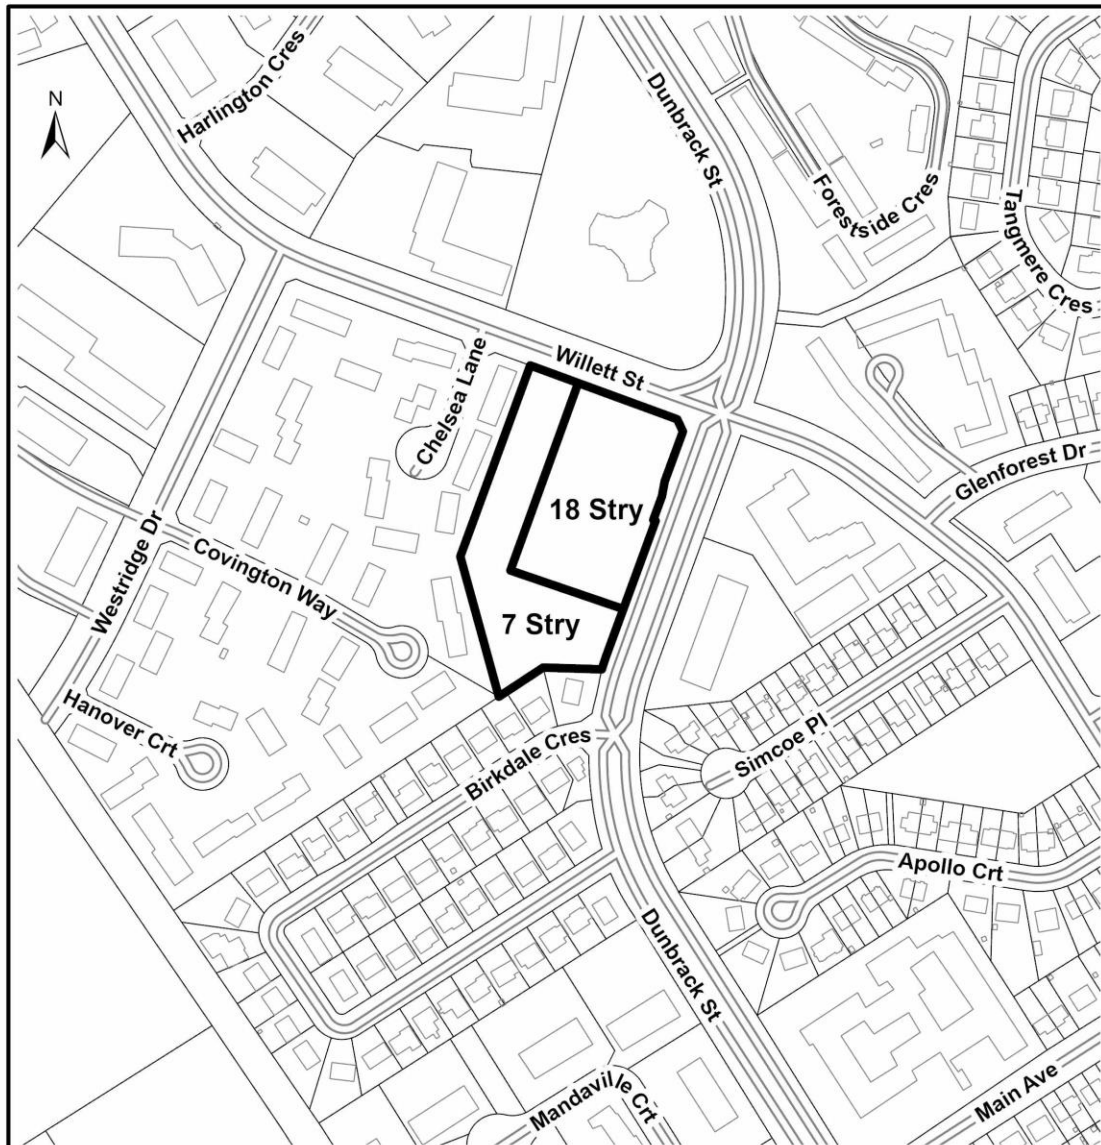 Harlington Cres
Dunbrack St
N
Forestside Cres
Tangmere Cres
Willett St
Chelsea Lane
Glenforest Dr
18 Stry
Westridge Dr
Covington Way
7 Stry
Hanover Crt
Birkdale Cres
Simcoe Pl
Apollo Crt
Dunbrack St
Mandaville Crt
Main Ave